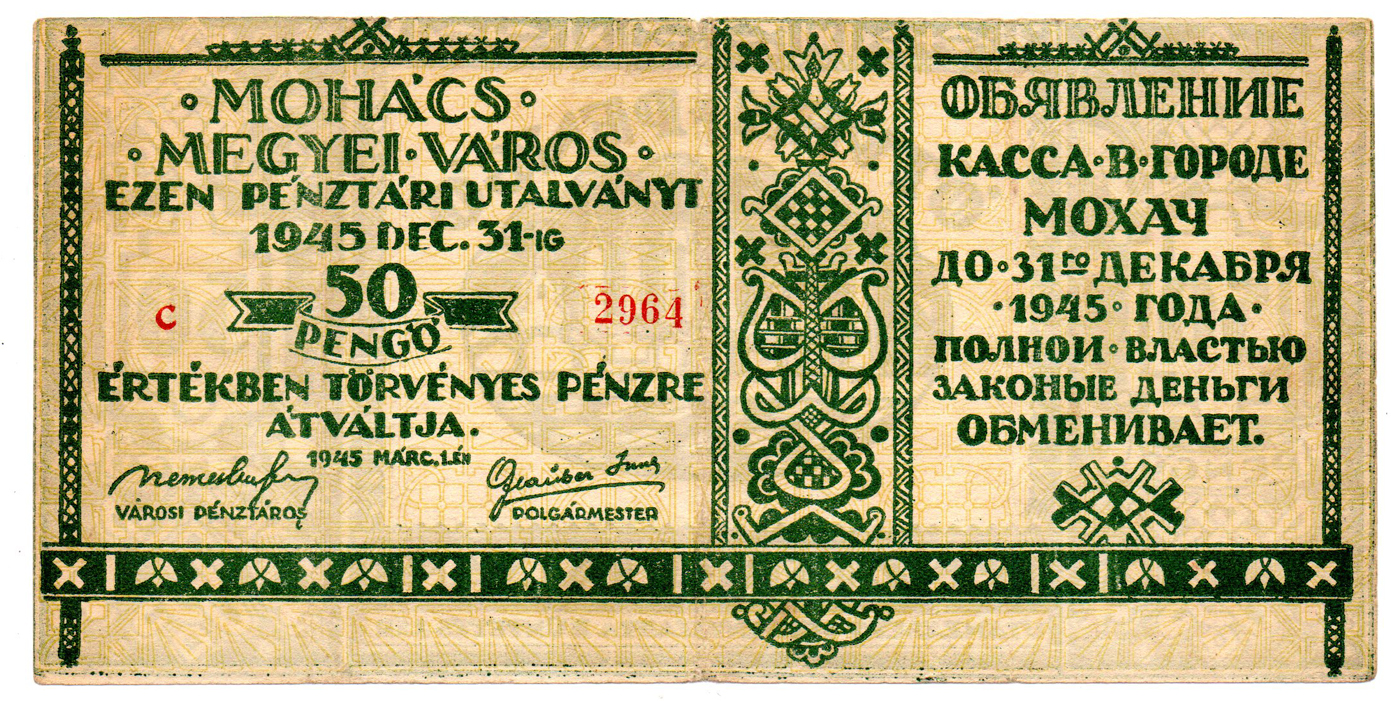 MOHÁCS
MEGYEI·VÁROS
EZEN PÉNZTÁRI UTALVÁNYT
1945 DEC. 31-IG
50
C
2964
PENGŐ
ÉRTÉKBEN TÖRVÉNYES PÉNZRE
ÁTVÁLTJA.
1945 MÁRC. 1.ÉN
VÁROSI PÉNZTÁROS
POLGÁRMESTER
ОБЯВЛЕНИЕ
КАССА·В·ГОРОДЕ
МОХАЧ
ДО·31го ДЕКАБРЯ
·1945·ГОДА·
ПОЛНОИ·ВЛАСТЬЮ
ЗАКОНЫЕ ДЕНЬГИ
ОБМЕНИВАЕТ.